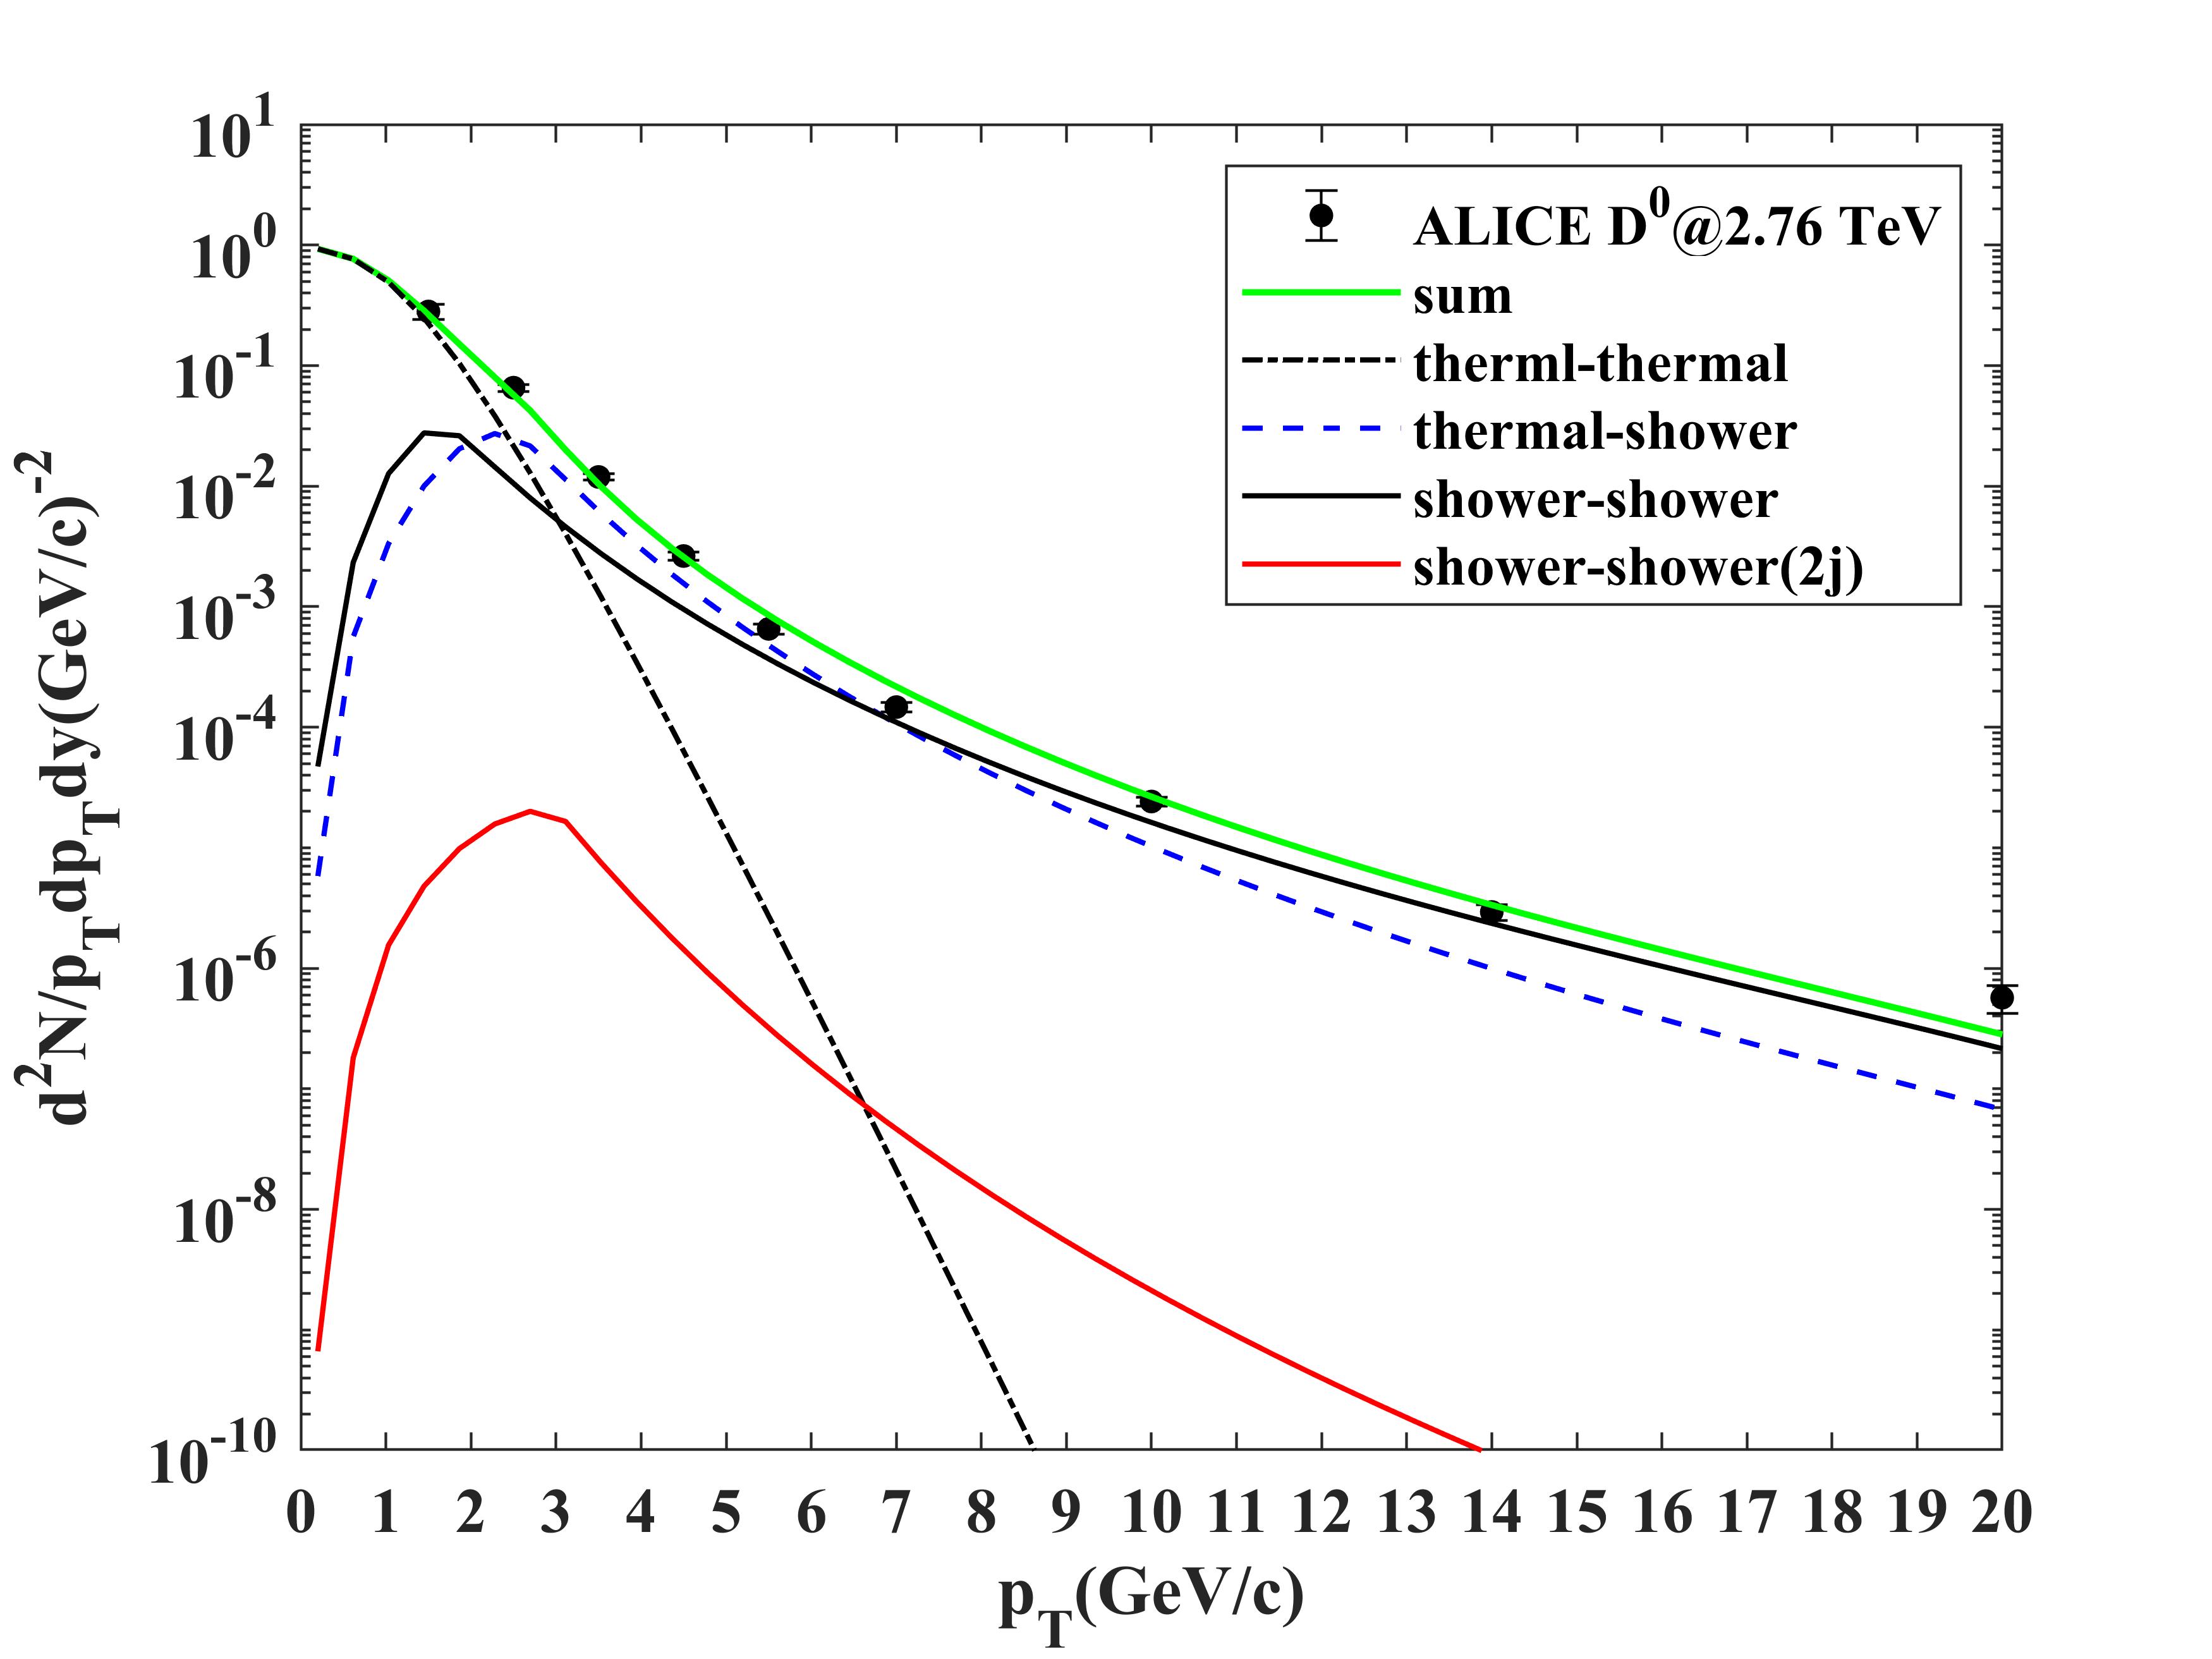 10^1
10^0
10^-1
10^-2
10^-3
10^-4
10^-6
10^-8
10^-10
d^2N/p_Tdp_Tdy(GeV/c)^-2
ALICE D^0@2.76 TeV
sum
therml-thermal
thermal-shower
shower-shower
shower-shower(2j)
0 1 2 3 4 5 6 7 8 9 10 11 12 13 14 15 16 17 18 19 20
p_T(GeV/c)